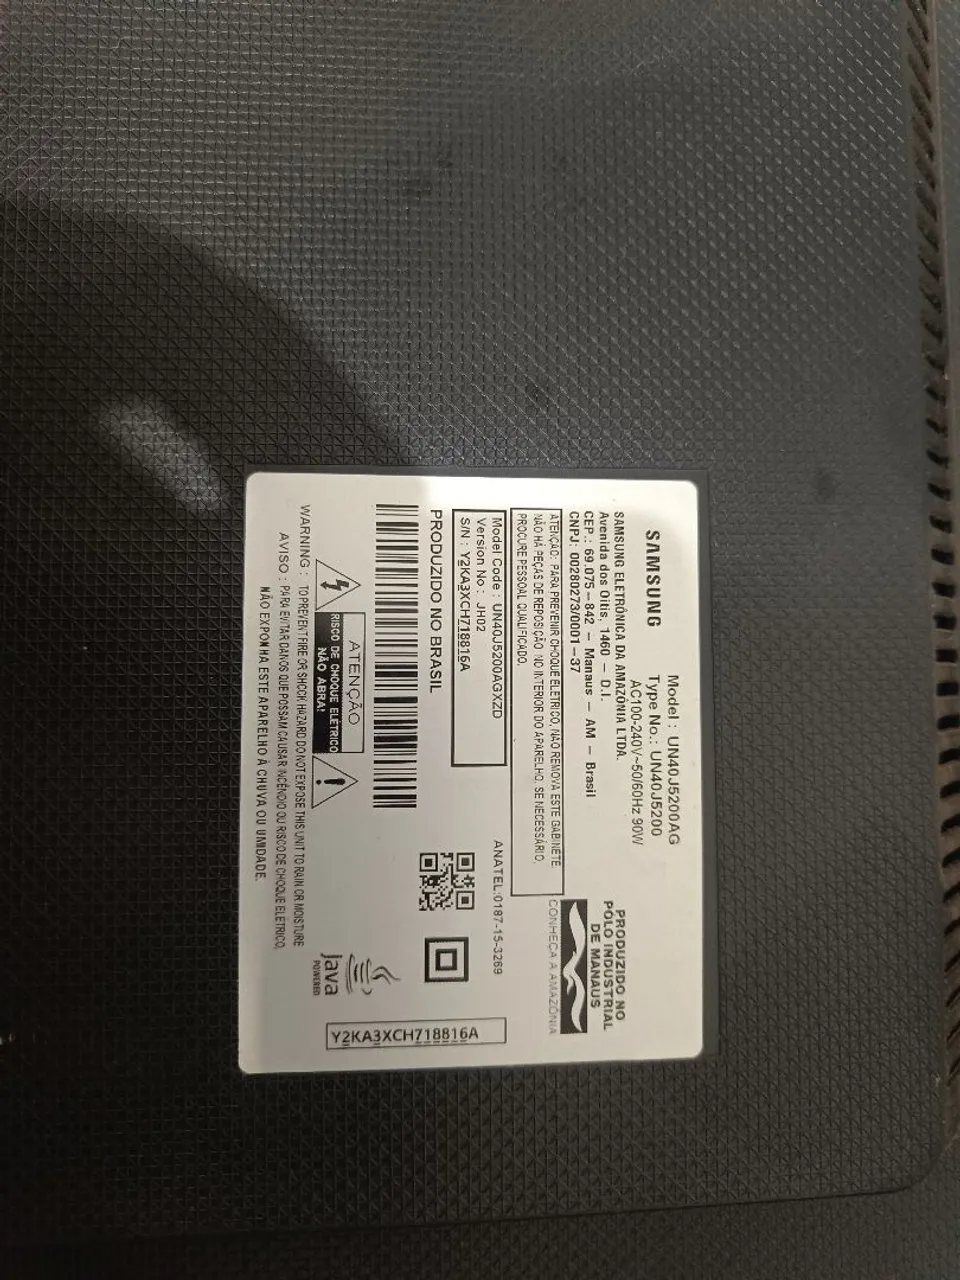 SAMSUNG
Model : UN40J5200AG
Type No.: UN40J5200
AC100-240V~50/60Hz 90W
SAMSUNG ELETRÔNICA DA AMAZÔNIA LTDA.
Avenida dos Oitis, 1460 – D.I.
CEP.: 69.075–842 – Manaus – AM – Brasil
CNPJ: 00280273/0001–37
PRODUZIDO NO
PÓLO INDUSTRIAL
DE MANAUS
CONHEÇA A AMAZÔNIA
ATENÇÃO: PARA PREVENIR CHOQUE ELÉTRICO, NÃO REMOVA ESTE GABINETE.
NÃO HÁ PEÇAS DE REPOSIÇÃO NO INTERIOR DO APARELHO. SE NECESSÁRIO,
PROCURE PESSOAL QUALIFICADO.
Model Code : UN40J5200AGXZD
Version No : JH02
S/N : Y2KA3XCH718816A
ANATEL:0187-15-3269
PRODUZIDO NO BRASIL
ATENÇÃO
RISCO DE CHOQUE ELÉTRICO
NÃO ABRA!
Java
POWERED
Y2KA3XCH718816A
WARNING : TO PREVENT FIRE OR SHOCK HAZARD DO NOT EXPOSE THIS UNIT TO RAIN OR MOISTURE
AVISO : PARA EVITAR DANOS QUE POSSAM CAUSAR INCÊNDIO OU RISCO DE CHOQUE ELÉTRICO,
NÃO EXPONHA ESTE APARELHO À CHUVA OU UMIDADE.